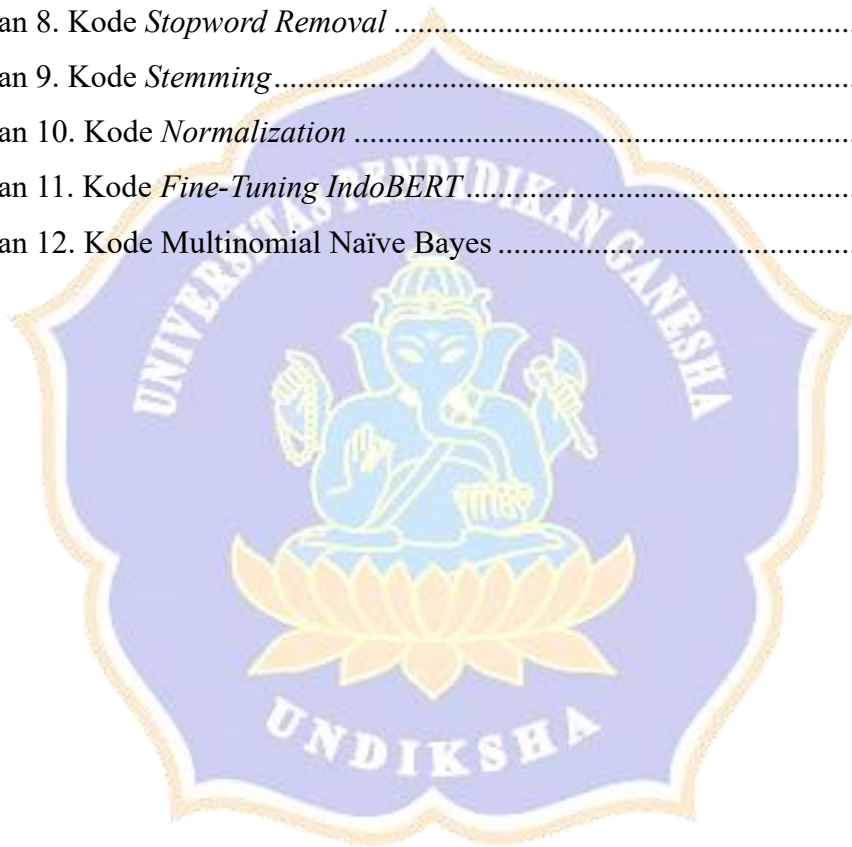 an 8. Kode Stopword Removal ................................................................
an 9. Kode Stemming................................................................
an 10. Kode Normalization ................................................................
an 11. Kode Fine-Tuning IndoBERT................................................................
an 12. Kode Multinomial Naïve Bayes ................................................................
UNIVERSITAS PENDIDIKAN GANESHA
UNDIKSHA